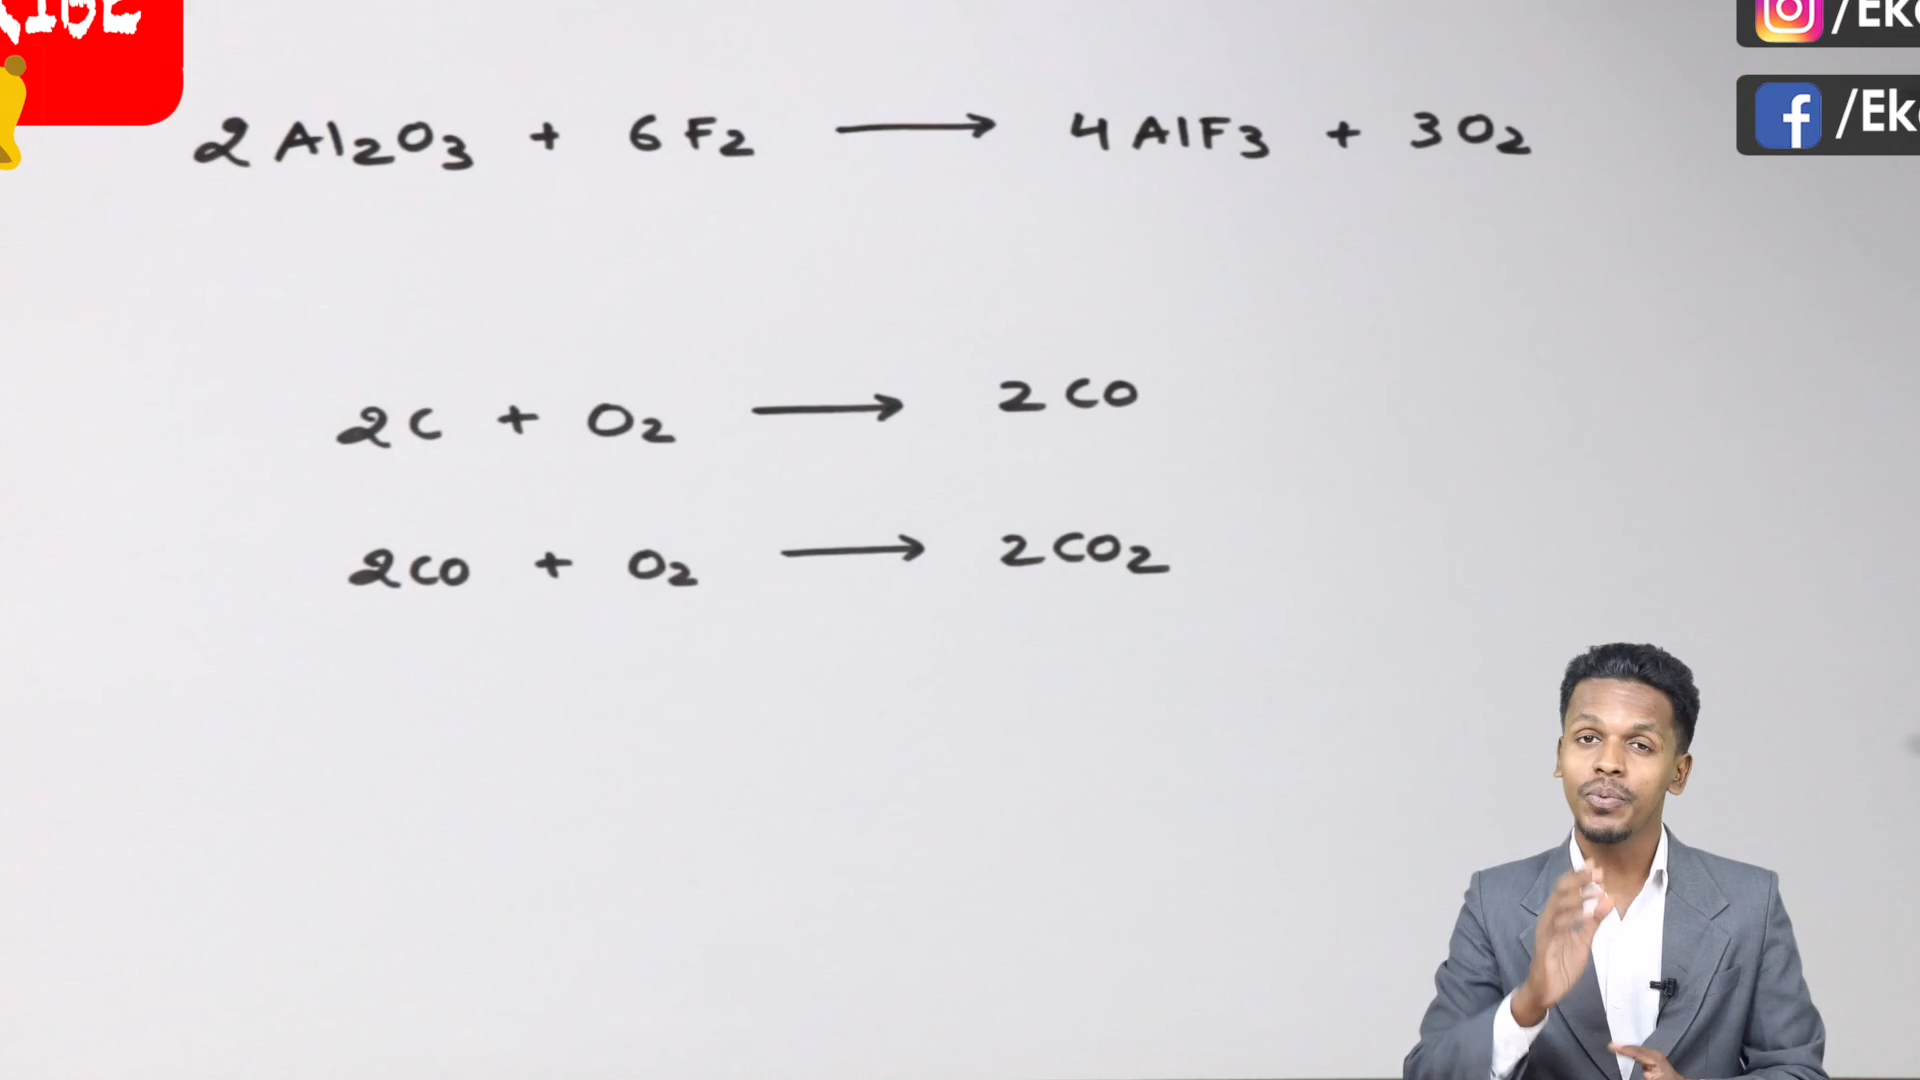 /Ek
2Al₂O₃ + 6F₂ → 4AlF₃ + 3O₂
/Ek
2C + O₂ → 2CO
2CO + O₂ → 2CO₂